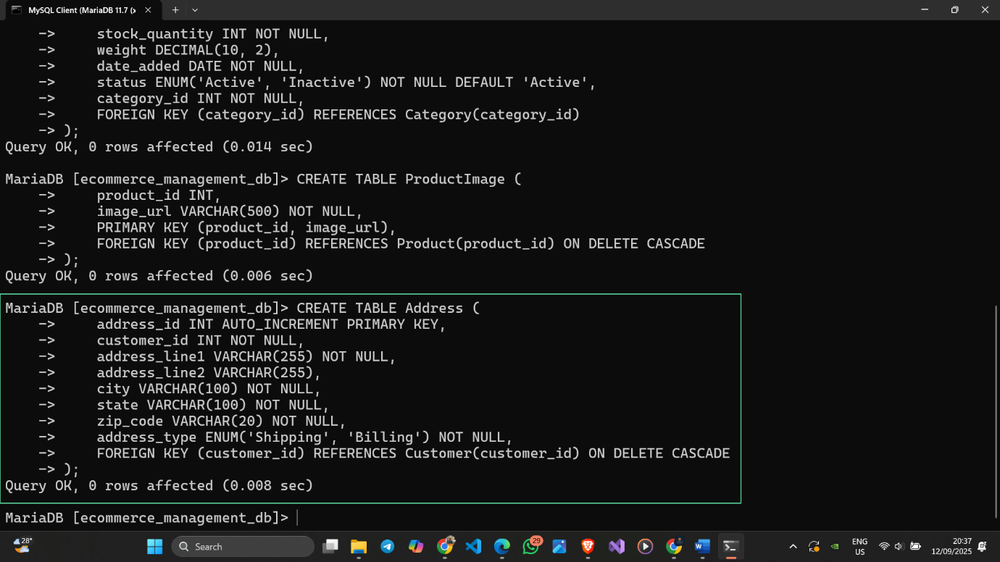 MySQL Client (MariaDB 11.7 (x
-> stock_quantity INT NOT NULL,
-> weight DECIMAL(10, 2),
-> date_added DATE NOT NULL,
-> status ENUM('Active', 'Inactive') NOT NULL DEFAULT 'Active',
-> category_id INT NOT NULL,
-> FOREIGN KEY (category_id) REFERENCES Category(category_id)
-> );
Query OK, 0 rows affected (0.014 sec)
MariaDB [ecommerce_management_db]> CREATE TABLE ProductImage (
-> product_id INT,
-> image_url VARCHAR(500) NOT NULL,
-> PRIMARY KEY (product_id, image_url),
-> FOREIGN KEY (product_id) REFERENCES Product(product_id) ON DELETE CASCADE
-> );
Query OK, 0 rows affected (0.006 sec)
MariaDB [ecommerce_management_db]> CREATE TABLE Address (
-> address_id INT AUTO_INCREMENT PRIMARY KEY,
-> customer_id INT NOT NULL,
-> address_line1 VARCHAR(255) NOT NULL,
-> address_line2 VARCHAR(255),
-> city VARCHAR(100) NOT NULL,
-> state VARCHAR(100) NOT NULL,
-> zip_code VARCHAR(20) NOT NULL,
-> address_type ENUM('Shipping', 'Billing') NOT NULL,
-> FOREIGN KEY (customer_id) REFERENCES Customer(customer_id) ON DELETE CASCADE
-> );
Query OK, 0 rows affected (0.008 sec)
MariaDB [ecommerce_management_db]>
28°
Search
29
ENG
US
20:37
12/09/2025